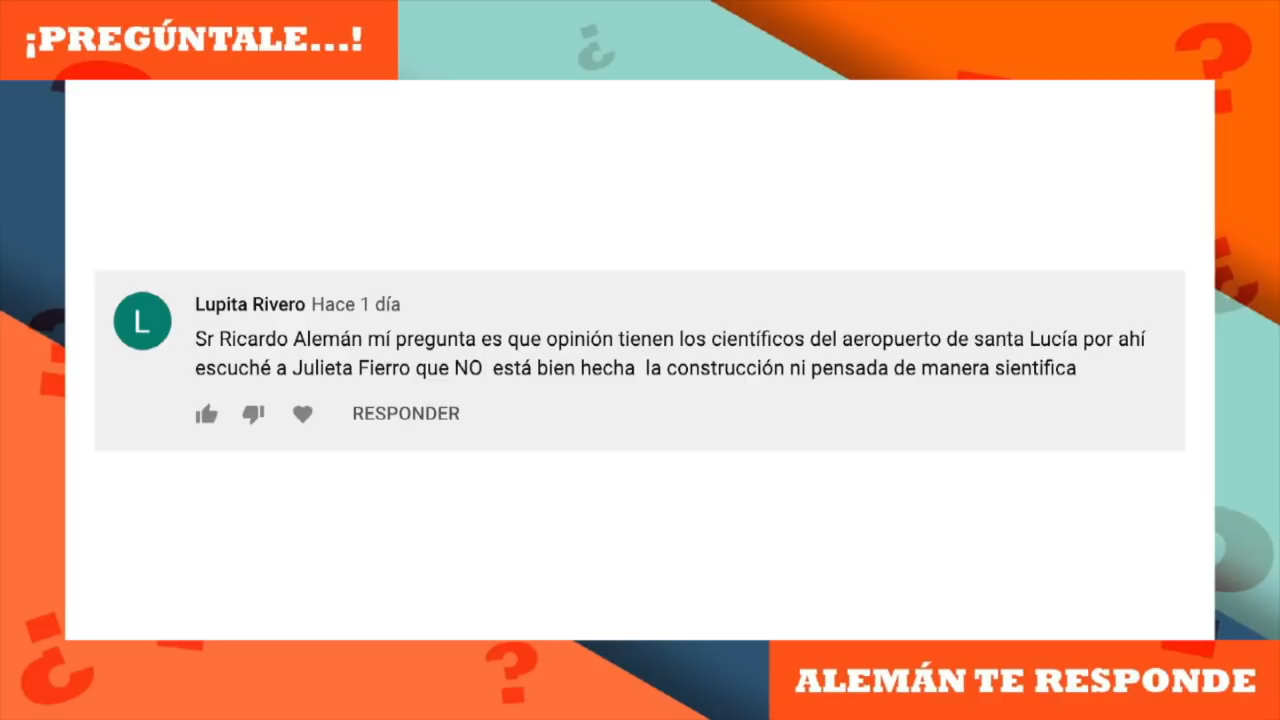 ¡PREGÚNTALE...!
L
Lupita Rivero Hace 1 día
Sr Ricardo Alemán mí pregunta es que opinión tienen los científicos del aeropuerto de santa Lucía por ahí
escuché a Julieta Fierro que NO  está bien hecha  la construcción ni pensada de manera sientifica
RESPONDER
ALEMÁN TE RESPONDE